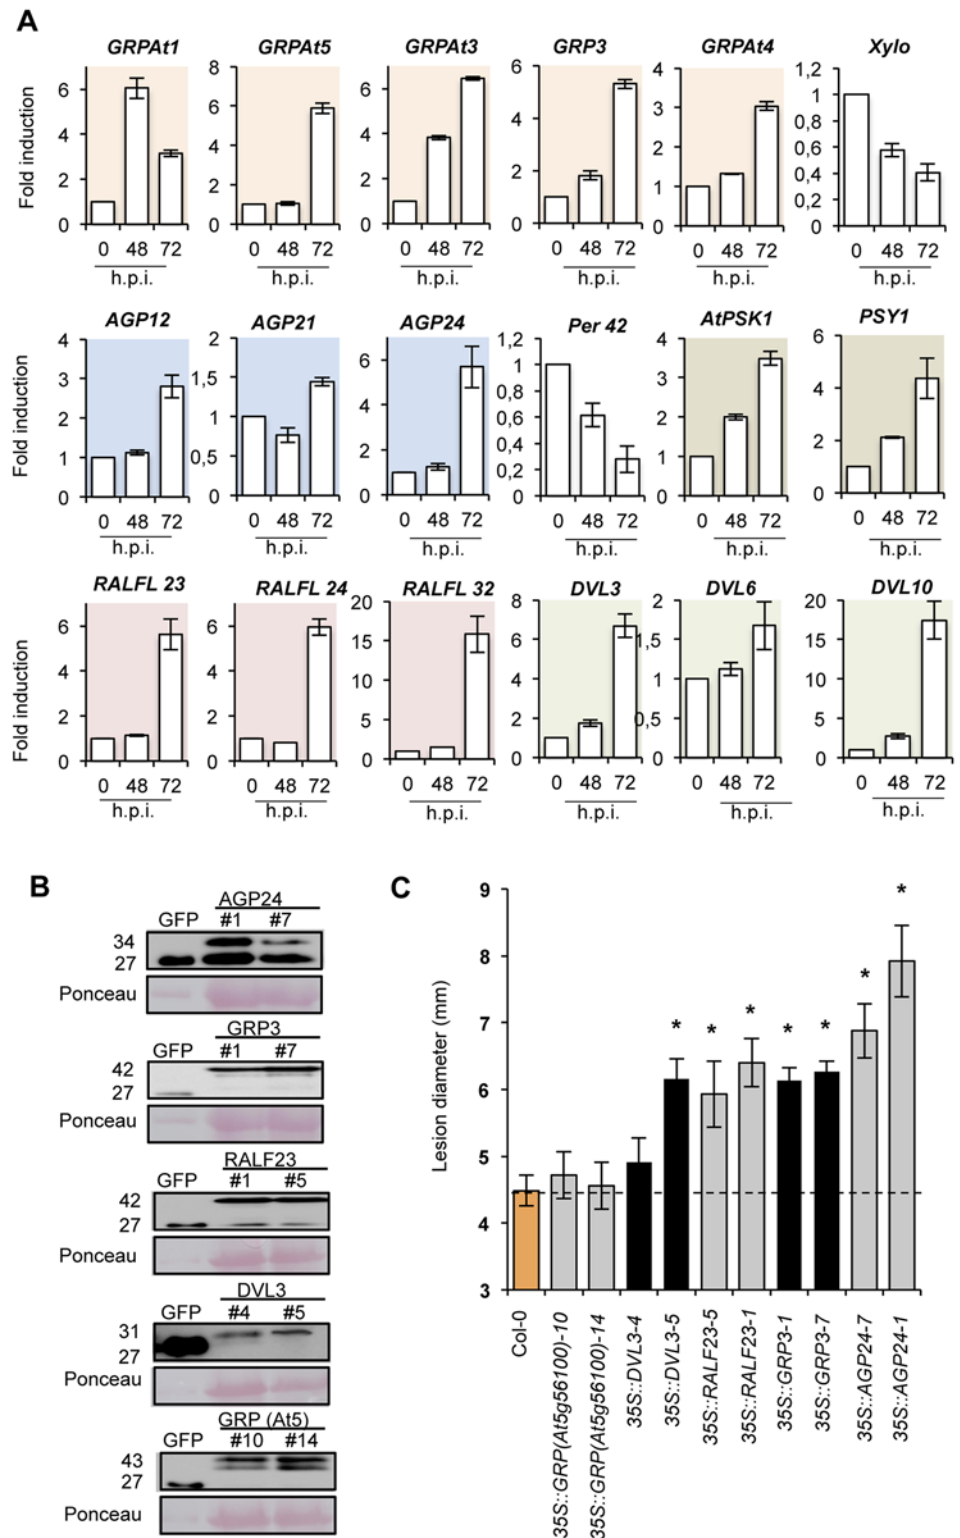 A
GRPAt1 GRPAt5 GRPAt3 GRP3 GRPAt4 Xylo
Fold induction
6 4 2 0
8 6 4 2 0
6 4 2 0
6 4 2 0
4 3 2 1 0
1,2 1 0,8 0,6 0,4 0,2 0
0 48 72 0 48 72 0 48 72 0 48 72 0 48 72 0 48 72
h.p.i. h.p.i. h.p.i. h.p.i. h.p.i. h.p.i.
AGP12 AGP21 AGP24 Per 42 AtPSK1 PSY1
Fold induction
4 3 2 1 0
2 1,5 1 0,5 0
6 4 2 0
1,2 1 0,8 0,6 0,4 0,2 0
4 3 2 1 0
6 4 2 0
0 48 72 0 48 72 0 48 72 0 48 72 0 48 72 0 48 72
h.p.i. h.p.i. h.p.i. h.p.i. h.p.i. h.p.i.
RALFL 23 RALFL 24 RALFL 32 DVL3 DVL6 DVL10
Fold induction
6 4 2 0
6 4 2 0
20 15 10 5 0
8 6 4 2 0
2 1,5 1 0,5 0
20 15 10 5 0
0 48 72 0 48 72 0 48 72 0 48 72 0 48 72 0 48 72
h.p.i. h.p.i. h.p.i. h.p.i. h.p.i. h.p.i.
B
AGP24
GFP #1 #7
34
27
Ponceau
GRP3
GFP #1 #7
42
27
Ponceau
RALF23
GFP #1 #5
42
27
Ponceau
DVL3
GFP #4 #5
31
27
Ponceau
GRP (At5)
GFP #10 #14
43
27
Ponceau
C
Lesion diameter (mm)
9
8
7
6
5
4
3
* * * * * * *
Col-0
35S::GRP(At5g56100)-10
35S::GRP(At5g56100)-14
35S::DVL3-4
35S::DVL3-5
35S::RALF23-5
35S::RALF23-1
35S::GRP3-1
35S::GRP3-7
35S::AGP24-7
35S::AGP24-1